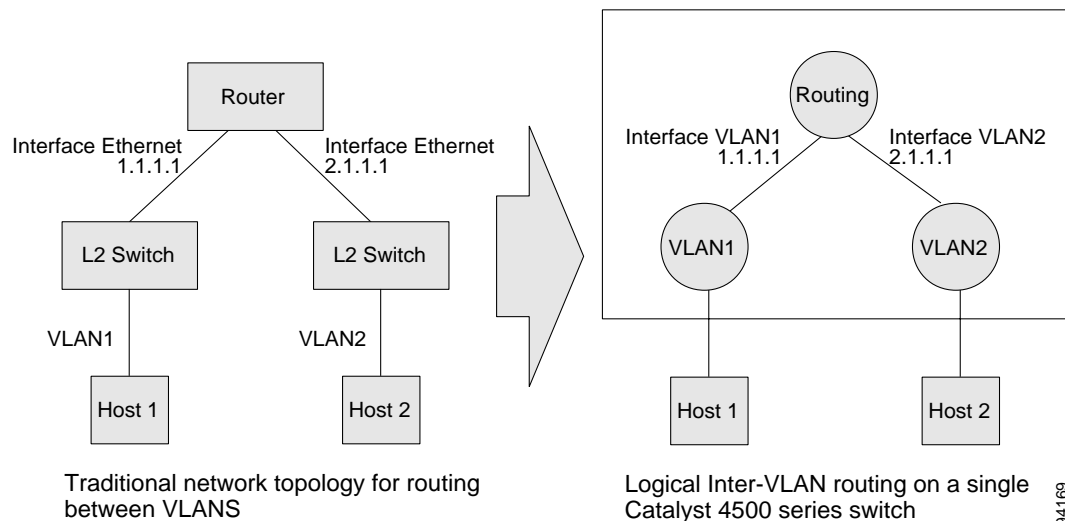 Router
Interface Ethernet
1.1.1.1
Interface Ethernet
2.1.1.1
L2 Switch
L2 Switch
VLAN1
VLAN2
Host 1
Host 2
Traditional network topology for routing
between VLANS
Routing
Interface VLAN1
1.1.1.1
Interface VLAN2
2.1.1.1
VLAN1
VLAN2
Host 1
Host 2
Logical Inter-VLAN routing on a single
Catalyst 4500 series switch
94169